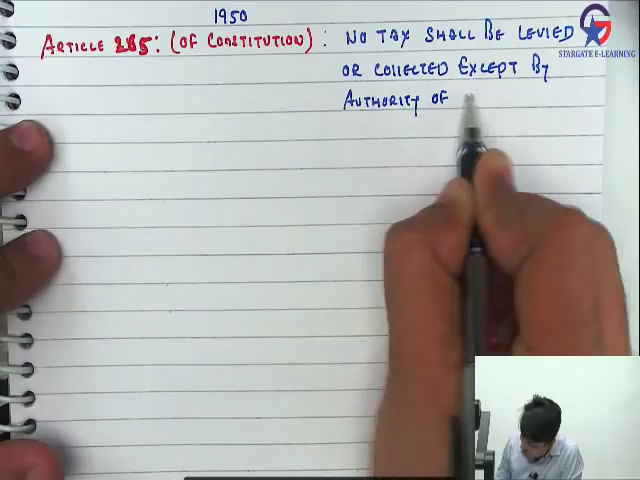 1950
ARTICLE 265: (OF CONSTITUTION) : NO TAX SHALL BE LEVIED
OR COLLECTED EXCEPT BY
AUTHORITY OF
STARGATE E-LEARNING